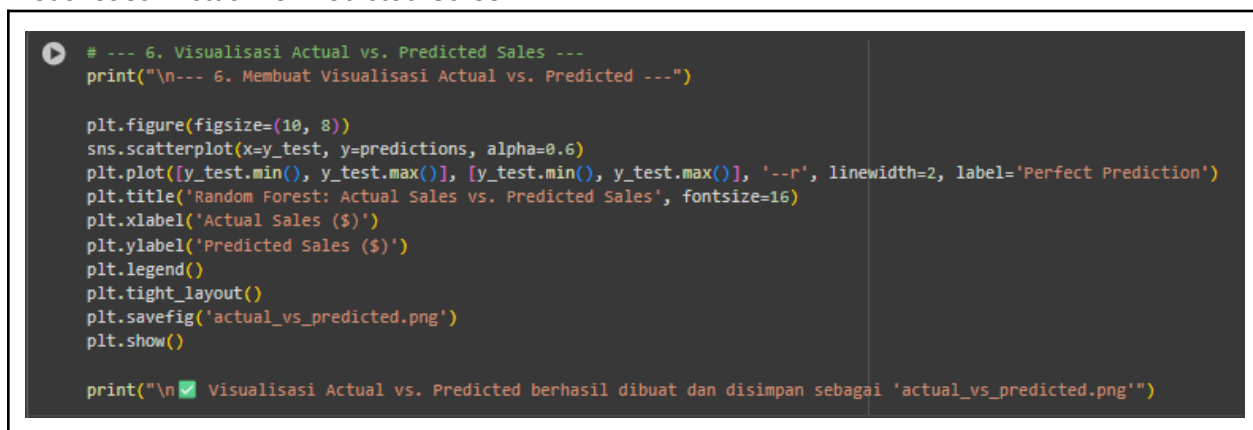 # --- 6. Visualisasi Actual vs. Predicted Sales ---
print("\n--- 6. Membuat Visualisasi Actual vs. Predicted ---")
plt.figure(figsize=(10, 8))
sns.scatterplot(x=y_test, y=predictions, alpha=0.6)
plt.plot([y_test.min(), y_test.max()], [y_test.min(), y_test.max()], '--r', linewidth=2, label='Perfect Prediction')
plt.title('Random Forest: Actual Sales vs. Predicted Sales', fontsize=16)
plt.xlabel('Actual Sales ($)')
plt.ylabel('Predicted Sales ($)')
plt.legend()
plt.tight_layout()
plt.savefig('actual_vs_predicted.png')
plt.show()
print("\n✅ Visualisasi Actual vs. Predicted berhasil dibuat dan disimpan sebagai 'actual_vs_predicted.png'")